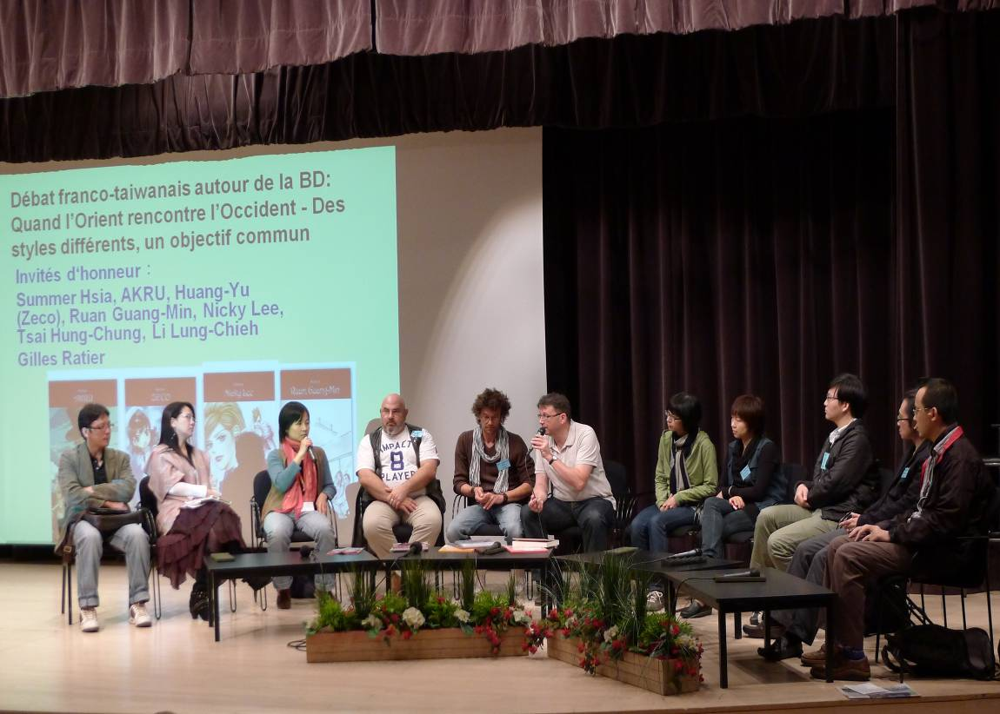 Débat franco-taiwanais autour de la BD:
Quand l'Orient rencontre l'Occident - Des
styles différents, un objectif commun
Invités d'honneur :
Summer Hsia, AKRU, Huang-Yu
(Zeco), Ruan Guang-Min, Nicky Lee,
Tsai Hung-Chung, Li Lung-Chieh
Gilles Ratier
AKRU
ZECO
Nicky Lee
Ruan Guang-Min
IMPACT
8
PLAYER